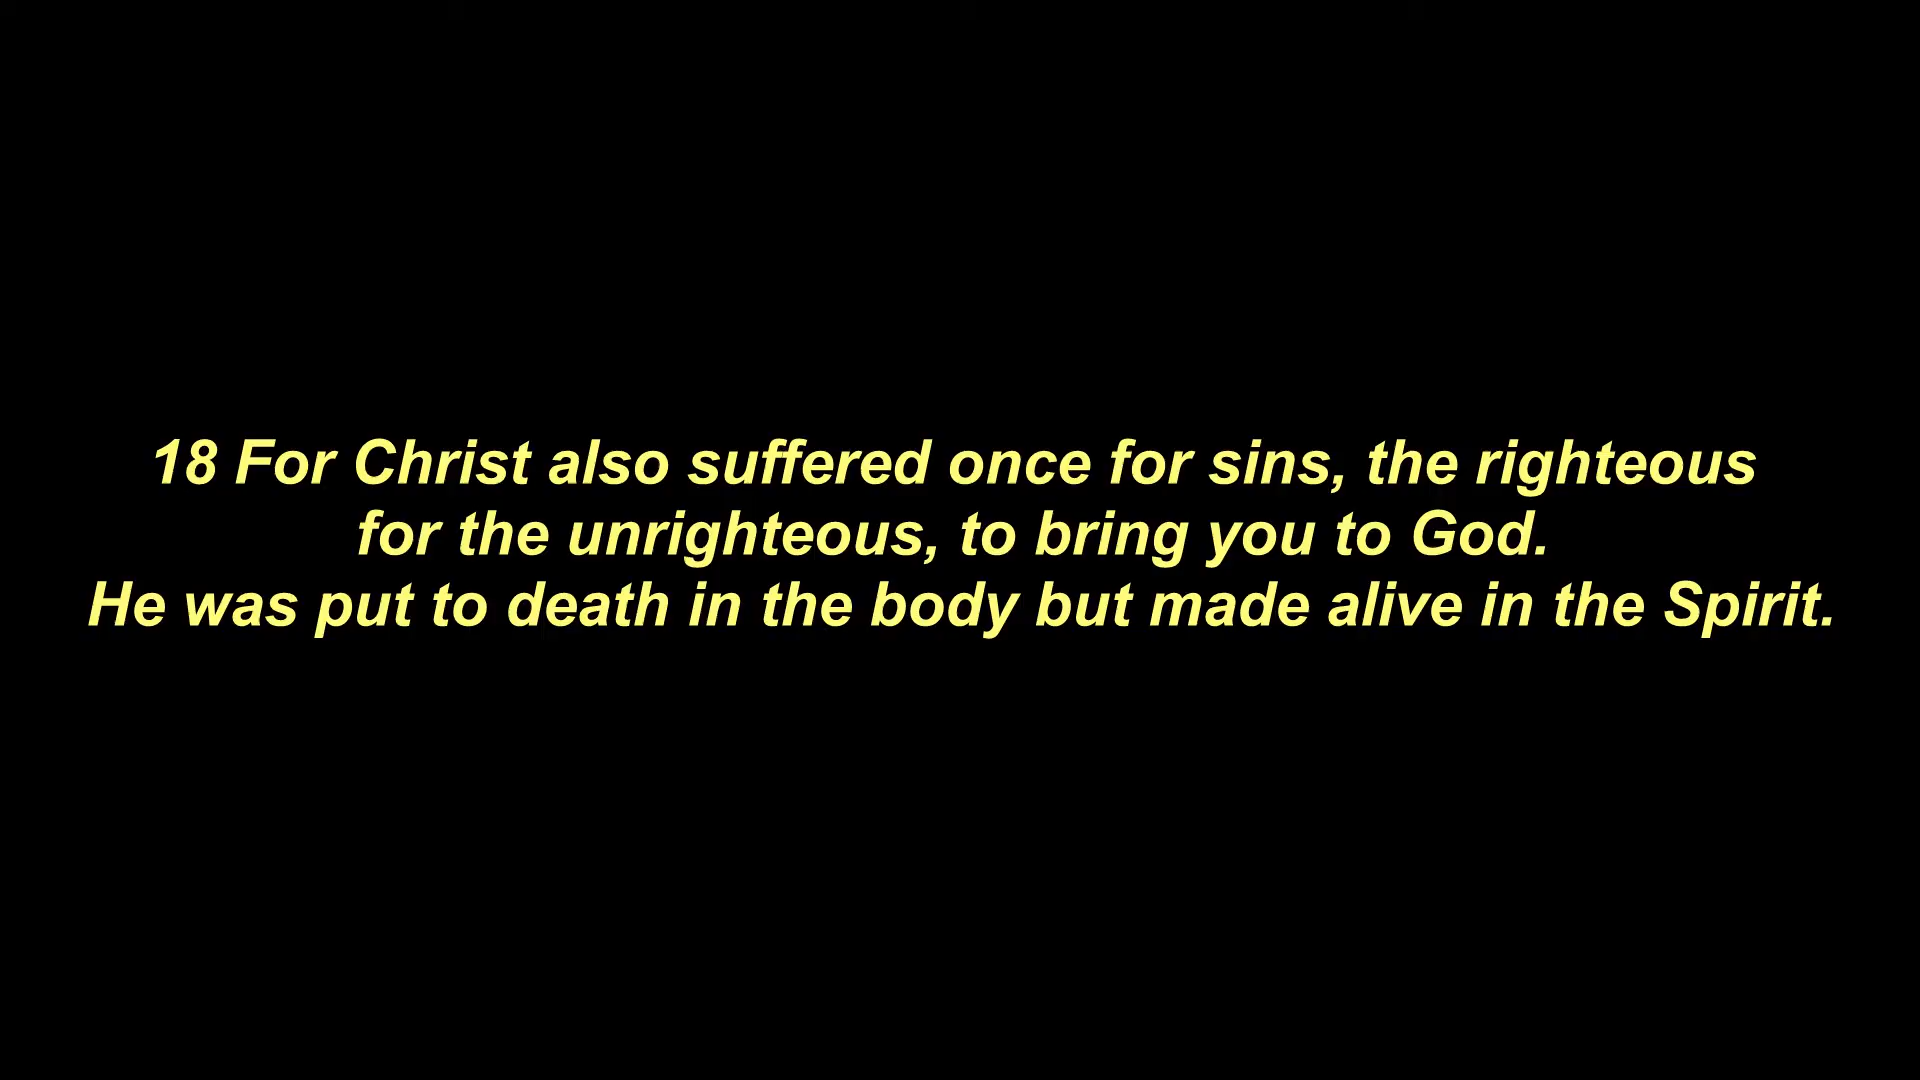 18 For Christ also suffered once for sins, the righteous
for the unrighteous, to bring you to God.
He was put to death in the body but made alive in the Spirit.